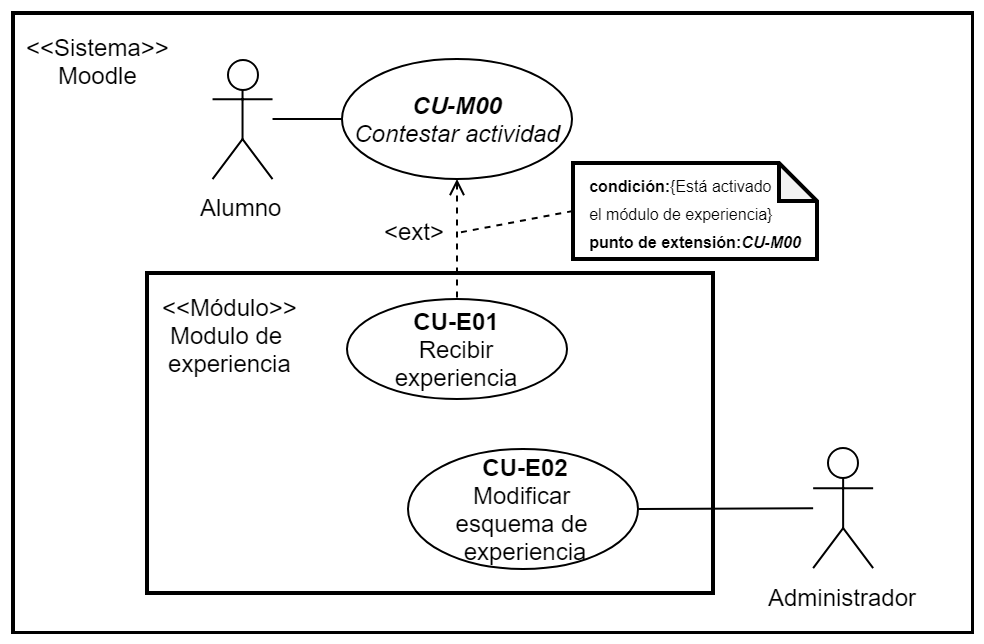 <<Sistema>>
Moodle
Alumno
CU-M00
Contestar actividad
<ext>
condición:{Está activado
el módulo de experiencia}
punto de extensión:CU-M00
<<Módulo>>
Modulo de
experiencia
CU-E01
Recibir
experiencia
CU-E02
Modificar
esquema de
experiencia
Administrador